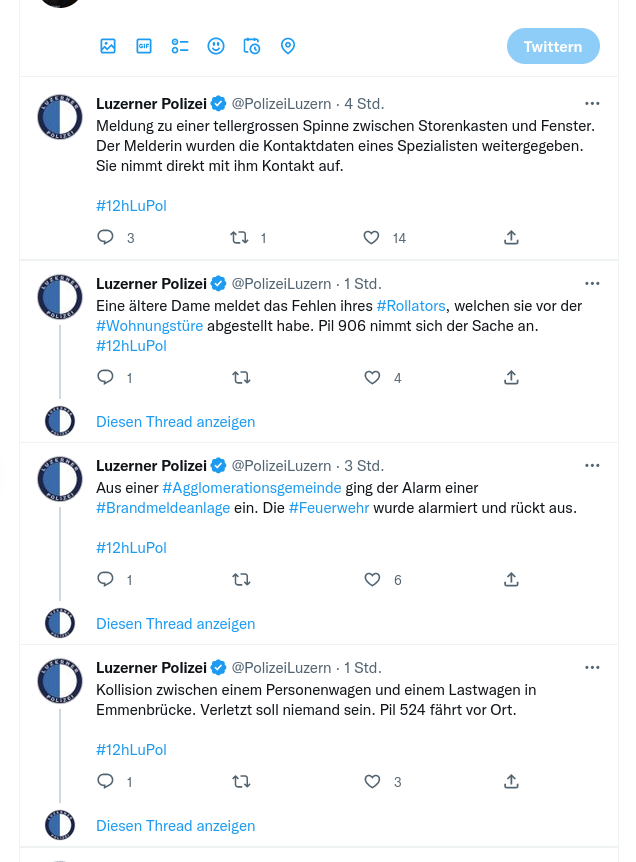 GIF
Twittern
Luzerner Polizei @PolizeiLuzern · 4 Std.
Meldung zu einer tellergrossen Spinne zwischen Storenkasten und Fenster.
Der Melderin wurden die Kontaktdaten eines Spezialisten weitergegeben.
Sie nimmt direkt mit ihm Kontakt auf.
#12hLuPol
3 1 14
Luzerner Polizei @PolizeiLuzern · 1 Std.
Eine ältere Dame meldet das Fehlen ihres #Rollators, welchen sie vor der
#Wohnungstüre abgestellt habe. Pil 906 nimmt sich der Sache an.
#12hLuPol
1 4
Diesen Thread anzeigen
Luzerner Polizei @PolizeiLuzern · 3 Std.
Aus einer #Agglomerationsgemeinde ging der Alarm einer
#Brandmeldeanlage ein. Die #Feuerwehr wurde alarmiert und rückt aus.
#12hLuPol
1 6
Diesen Thread anzeigen
Luzerner Polizei @PolizeiLuzern · 1 Std.
Kollision zwischen einem Personenwagen und einem Lastwagen in
Emmenbrücke. Verletzt soll niemand sein. Pil 524 fährt vor Ort.
#12hLuPol
1 3
Diesen Thread anzeigen